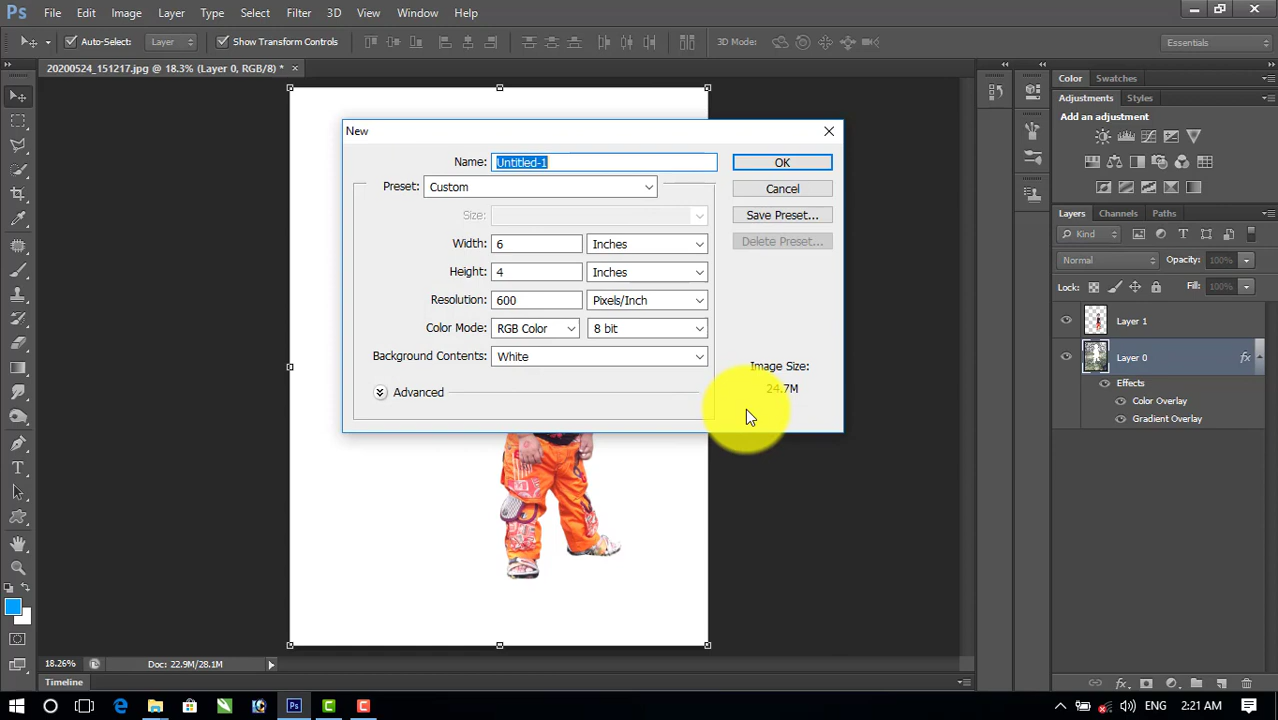 Ps File Edit Image Layer Type Select Filter 3D View Window Help
Auto-Select: Layer Show Transform Controls 3D Mode: Essentials
20200524_151217.jpg @ 18.3% (Layer 0, RGB/8) * ×
Color Swatches
Adjustments Styles
Add an adjustment
New
Name: Untitled-1 OK
Preset: Custom Cancel
Size: Save Preset...
Width: 6 Inches Delete Preset...
Height: 4 Inches
Resolution: 600 Pixels/Inch
Color Mode: RGB Color 8 bit
Background Contents: White
Image Size:
24.7M
Advanced
Layers Channels Paths
Kind
Normal Opacity: 100%
Lock: Fill: 100%
Layer 1
Layer 0 fx
Effects
Color Overlay
Gradient Overlay
18.26% Doc: 22.9M/28.1M
Timeline
2:21 AM